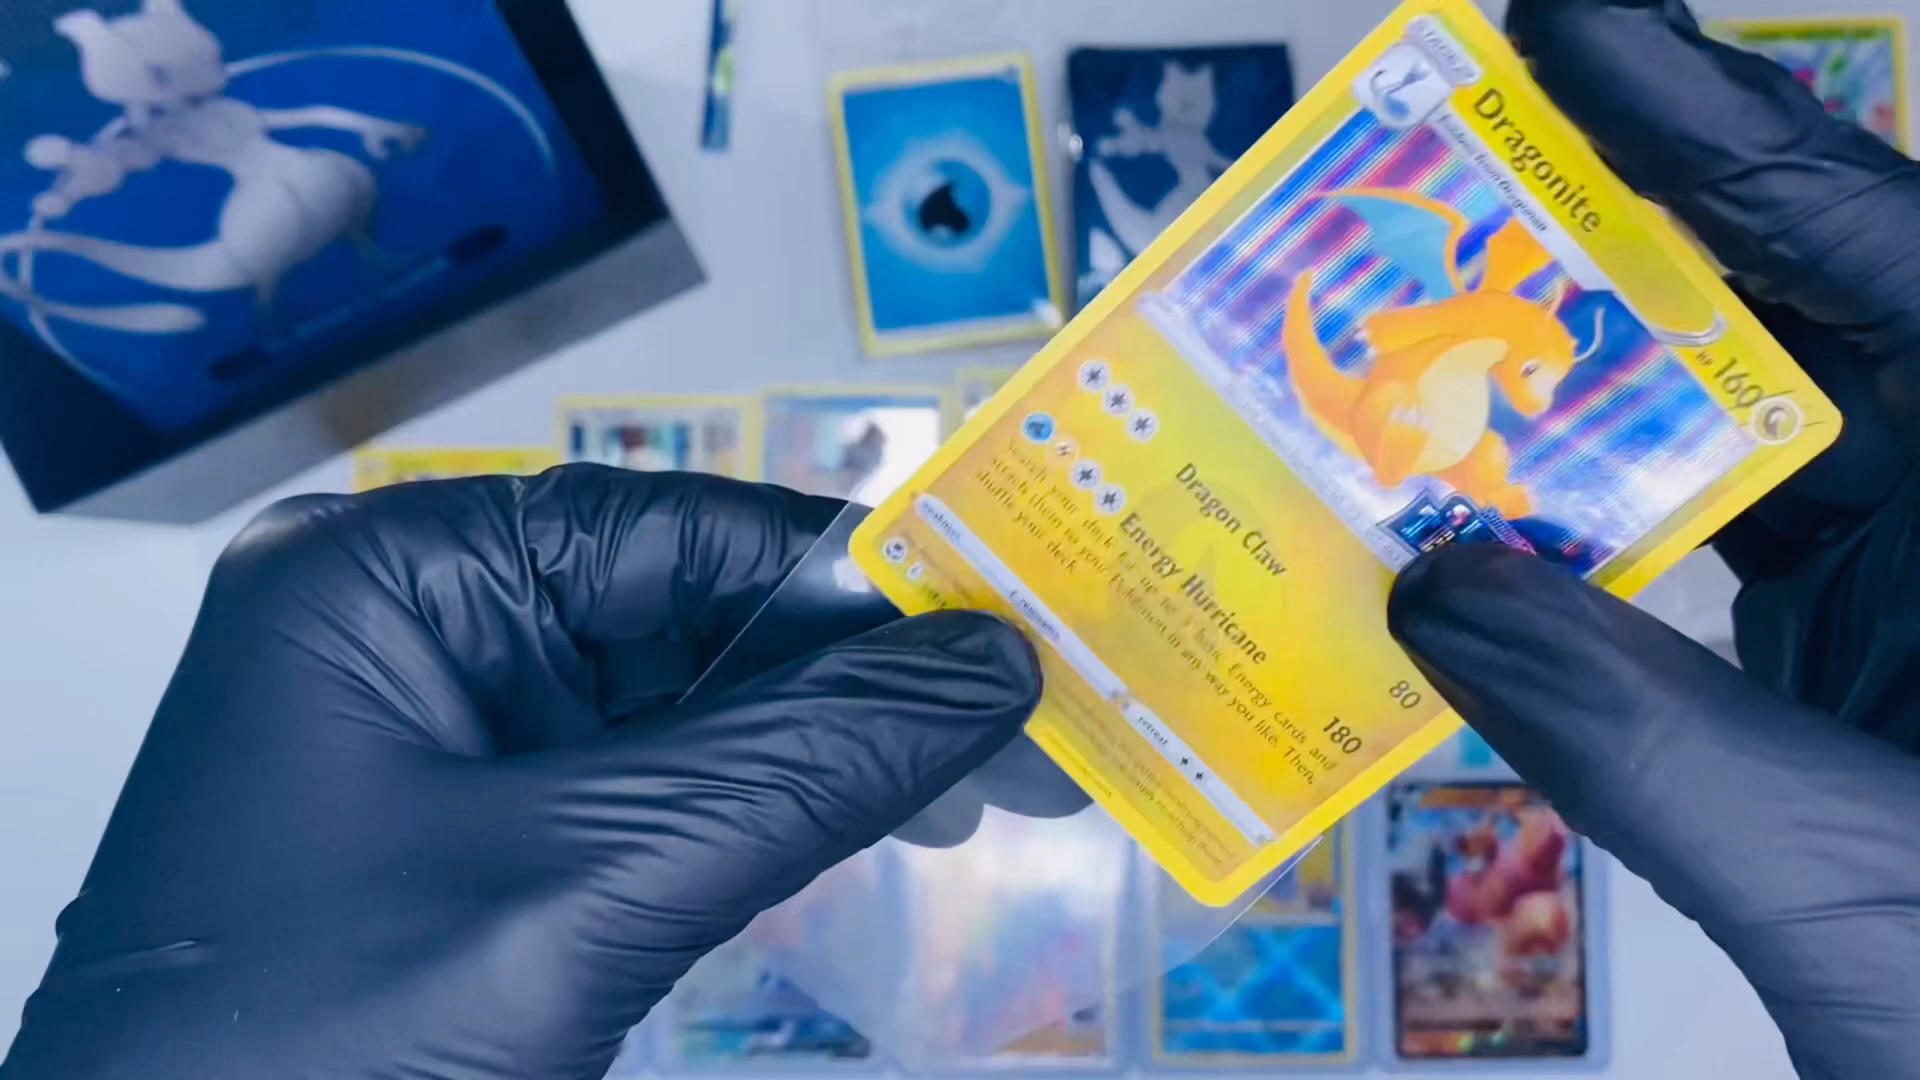 STAGE 2
Dragonite
Evolves from Dragonair
HP 160
Dragon Claw
80
Energy Hurricane
180
Search your deck for up to 3 basic Energy cards and
attach them to your Pokémon in any way you like. Then,
shuffle your deck.
weakness
resistance
retreat